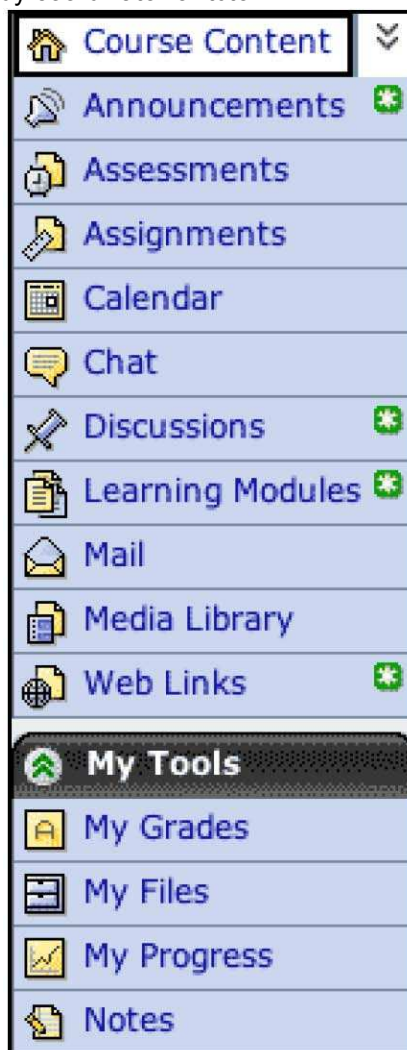 Course Content
Announcements
Assessments
Assignments
Calendar
Chat
Discussions
Learning Modules
Mail
Media Library
Web Links
My Tools
My Grades
My Files
My Progress
Notes